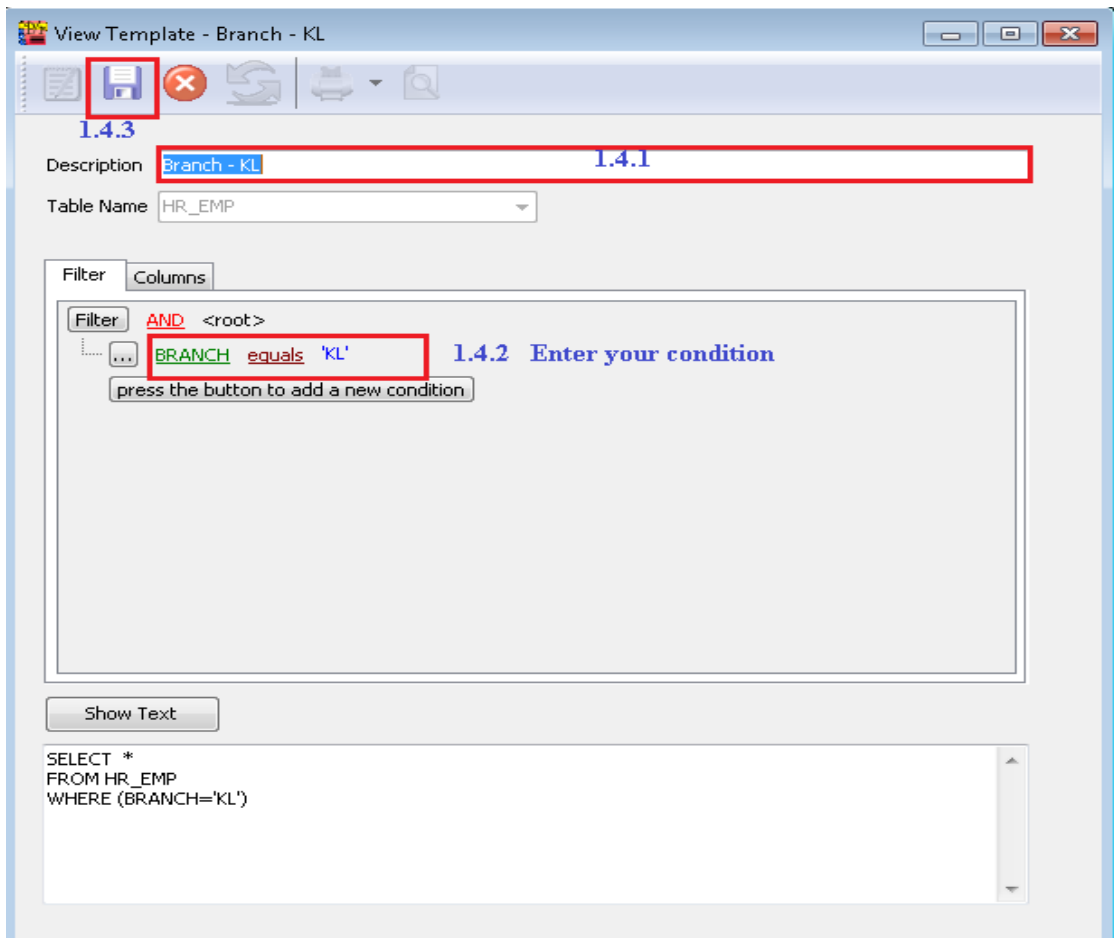 View Template - Branch - KL
1.4.3
Description Branch - KL 1.4.1
Table Name HR_EMP
Filter Columns
Filter AND <root>
... BRANCH equals 'KL' 1.4.2 Enter your condition
press the button to add a new condition
Show Text
SELECT *
FROM HR_EMP
WHERE (BRANCH='KL')